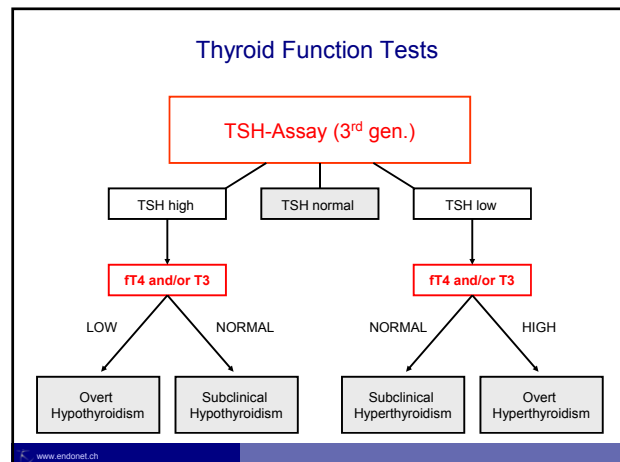 Thyroid Function Tests
TSH-Assay (3rd gen.)
TSH high
TSH normal
TSH low
fT4 and/or T3
fT4 and/or T3
LOW
NORMAL
NORMAL
HIGH
Overt
Hypothyroidism
Subclinical
Hypothyroidism
Subclinical
Hyperthyroidism
Overt
Hyperthyroidism
www.endonet.ch